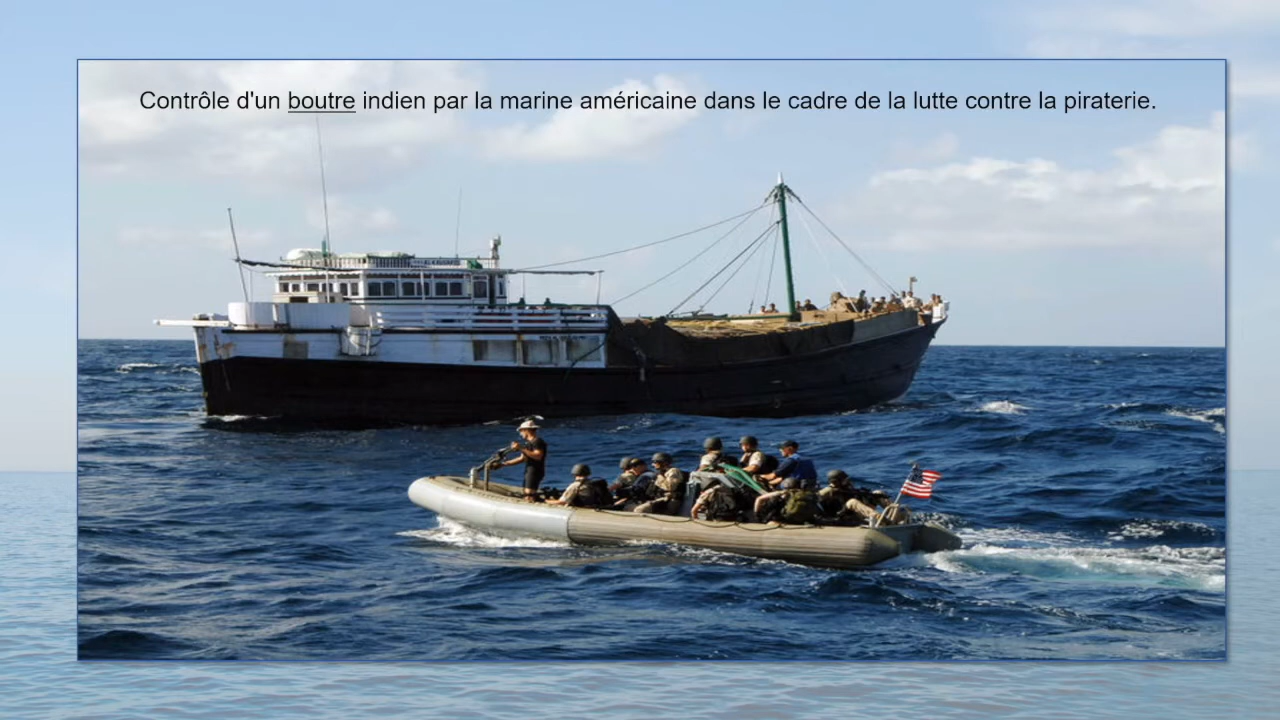 Contrôle d'un boutre indien par la marine américaine dans le cadre de la lutte contre la piraterie.